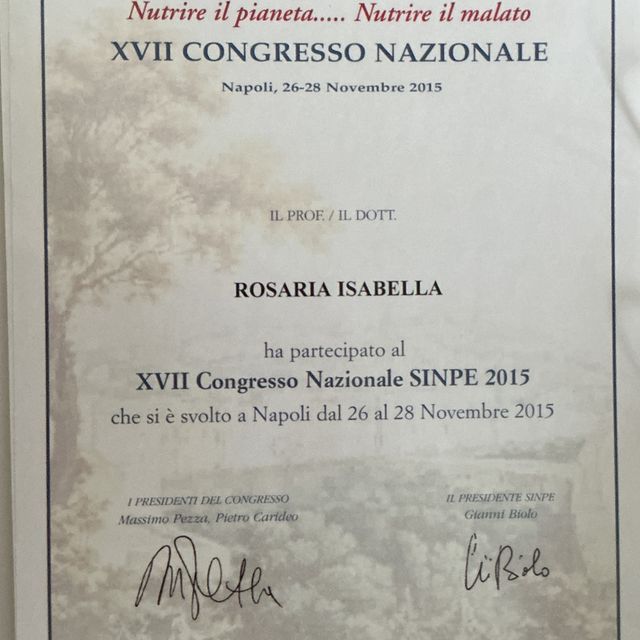 Nutrire il pianeta..... Nutrire il malato
XVII CONGRESSO NAZIONALE
Napoli, 26-28 Novembre 2015
IL PROF. / IL DOTT.
ROSARIA ISABELLA
ha partecipato al
XVII Congresso Nazionale SINPE 2015
che si è svolto a Napoli dal 26 al 28 Novembre 2015
I PRESIDENTI DEL CONGRESSO
Massimo Pezza, Pietro Carideo
IL PRESIDENTE SINPE
Gianni Biolo